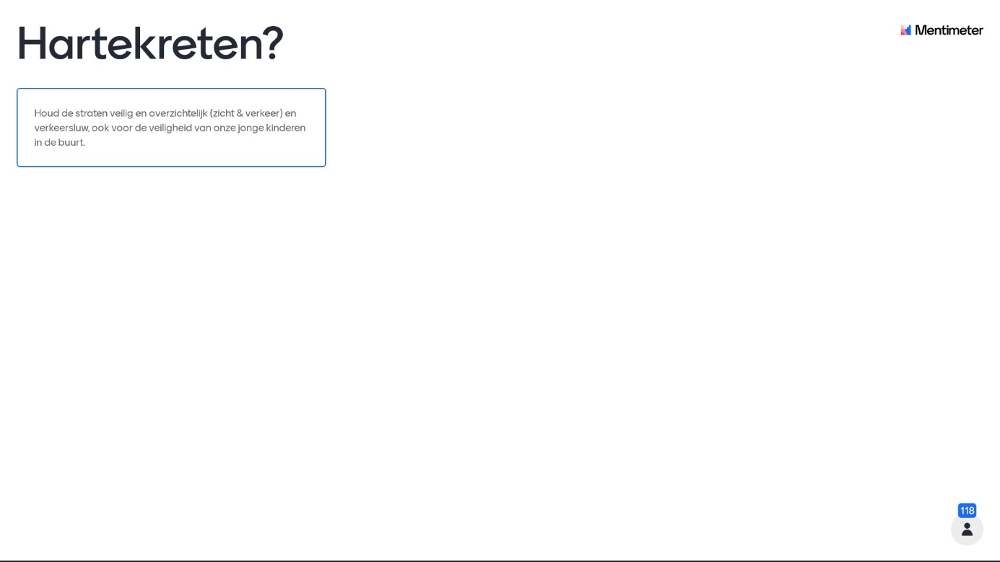 Hartekreten?
Mentimeter
Houd de straten veilig en overzichtelijk (zicht & verkeer) en
verkeersluw, ook voor de veiligheid van onze jonge kinderen
in de buurt.
118